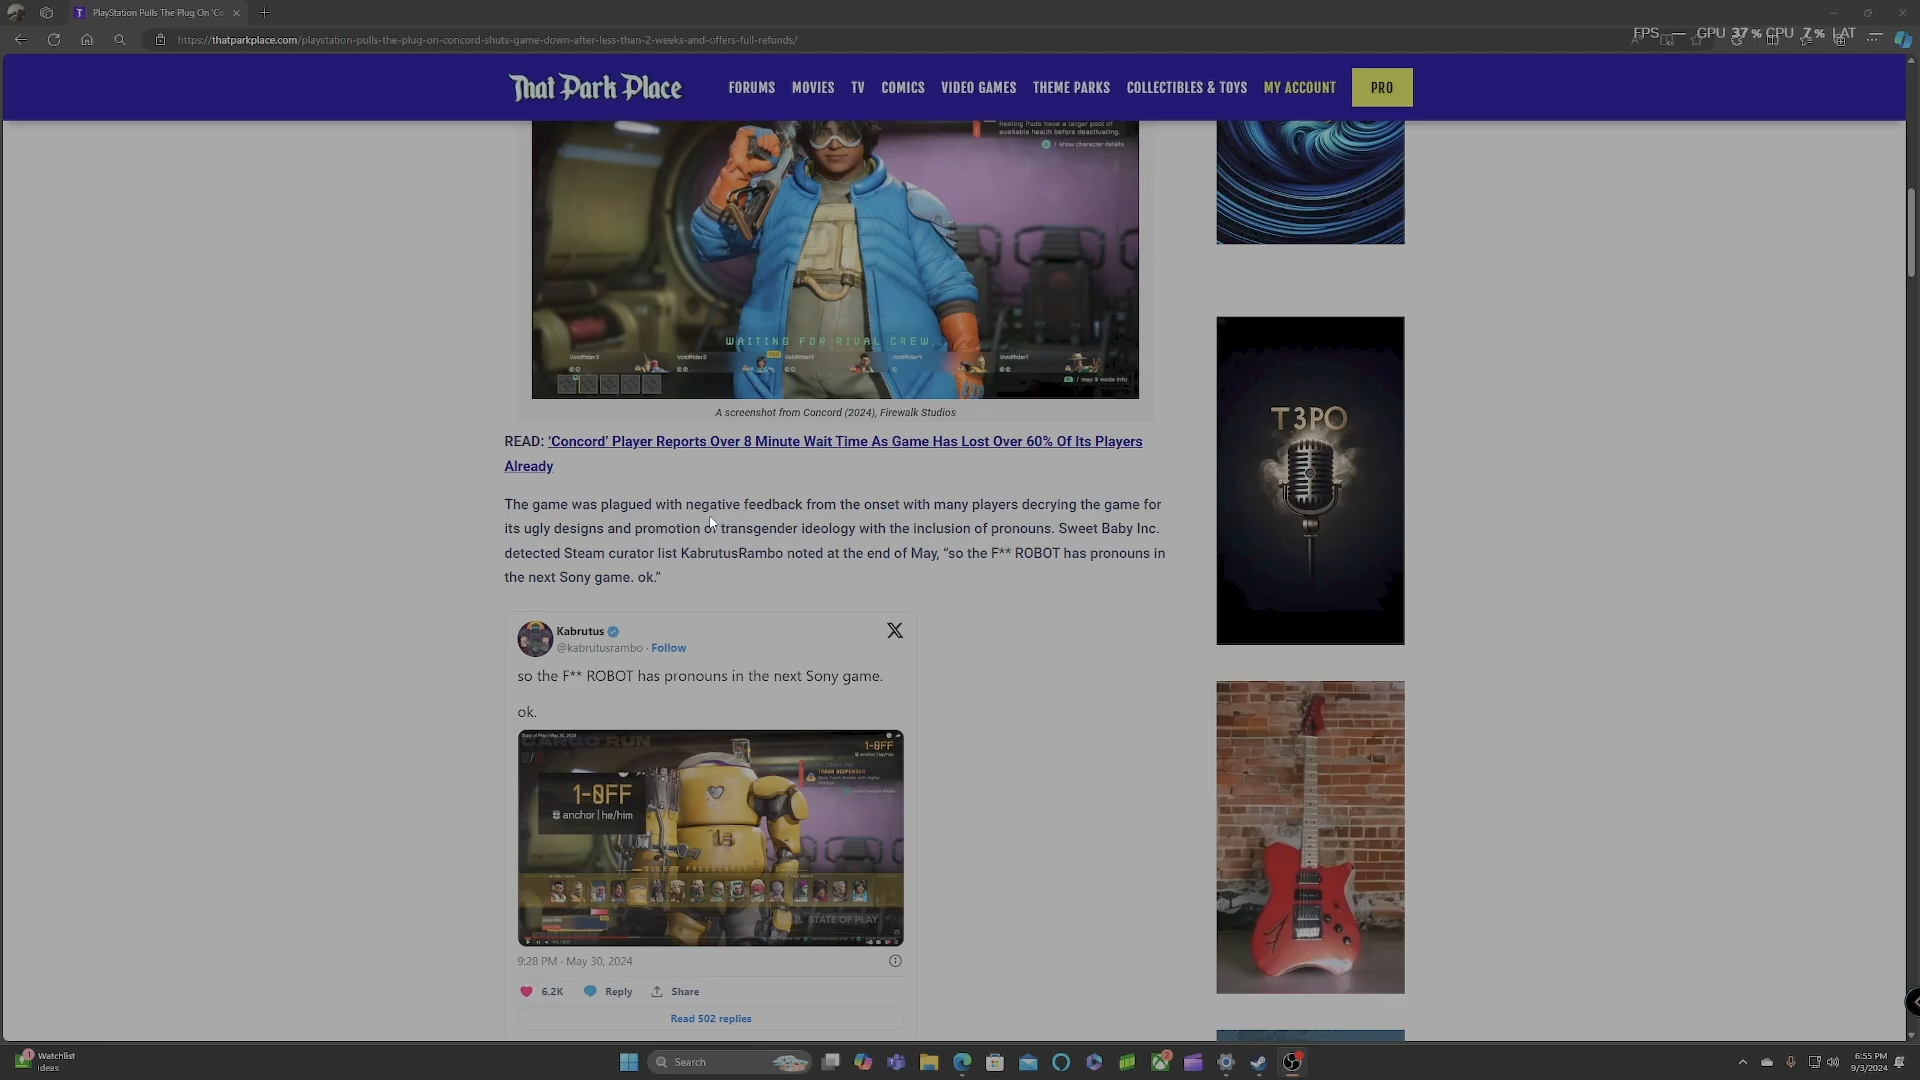 PlayStation Pulls The Plug On 'Co
https://thatparkplace.com/playstation-pulls-the-plug-on-concord-shuts-game-down-after-less-than-2-weeks-and-offers-full-refunds/
FPS GPU 37 % CPU 7 % LAT
That Park Place
FORUMS MOVIES TV COMICS VIDEO GAMES THEME PARKS COLLECTIBLES & TOYS MY ACCOUNT PRO
Healing Pads have a larger pool of
available health before deactivating.
/ show character details
WAITING FOR RIVAL CREW...
VoidRider3 VoidRider2 YOU VoidRider5 VoidRider4 VoidRider1
/ map & mode info
A screenshot from Concord (2024), Firewalk Studios
READ: ‘Concord’ Player Reports Over 8 Minute Wait Time As Game Has Lost Over 60% Of Its Players
Already
The game was plagued with negative feedback from the onset with many players decrying the game for
its ugly designs and promotion of transgender ideology with the inclusion of pronouns. Sweet Baby Inc.
detected Steam curator list KabrutusRambo noted at the end of May, “so the F** ROBOT has pronouns in
the next Sony game. ok.”
T3PO
Kabrutus
@kabrutusrambo · Follow
so the F** ROBOT has pronouns in the next Sony game.
ok.
State of Play | May 30, 2024
CARGO RUN
1-0FF
anchor | he/him
TRASH DISPENSER
1-0FF
anchor | he/him
SELECT FREEGUNNER
STATE OF PLAY
9:28 PM · May 30, 2024
6.2K Reply Share
Read 502 replies
1 Watchlist
Ideas
Search
2
6:55 PM
9/3/2024